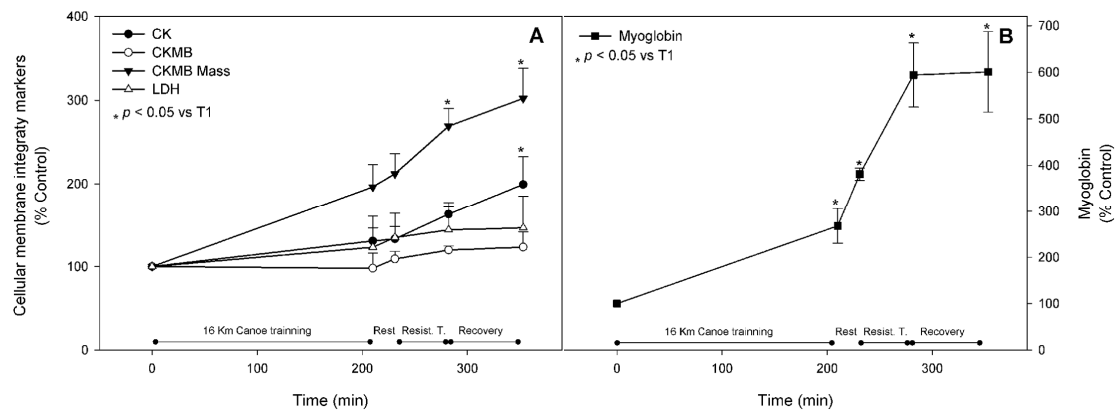 A
CK
CKMB
CKMB Mass
LDH
* p < 0.05 vs T1
Cellular membrane integraty markers
(% Control)
400
300
200
100
0
*
*
*
16 Km Canoe trainning
Rest
Resist. T.
Recovery
0
100
200
300
Time (min)
B
Myoglobin
* p < 0.05 vs T1
*
*
*
*
700
600
500
400
300
200
100
0
Myoglobin
(% Control)
16 Km Canoe trainning
Rest
Resist. T.
Recovery
0
100
200
300
Time (min)